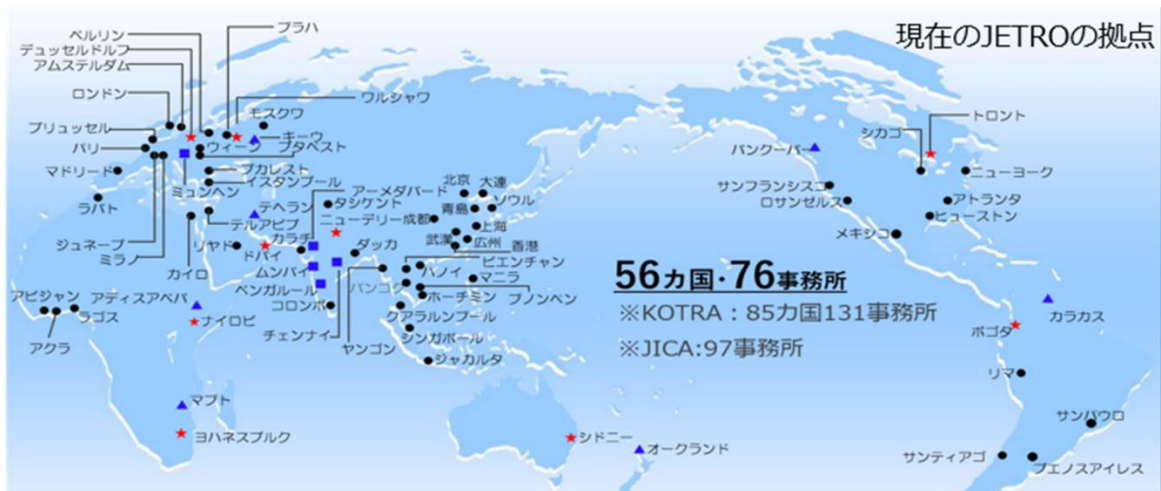 現在のJETROの拠点
ベルリン
プラハ
デュッセルドルフ
アムステルダム
ロンドン
ワルシャワ
モスクワ
ブリュッセル
キーウ
パリ
ウィーン
ブタペスト
マドリード
ブカレスト
ミュンヘン
イスタンブール
アーメダバード
ラバト
テヘラン
タシケント
テルアビブ
ニューデリー
ジュネーブ
ミラノ
カイロ
リヤド
ドバイ
カラチ
ムンバイ
ダッカ
ベンガルール
コロンボ
チェンナイ
ヤンゴン
バンコク
アビジャン
アディスアベバ
ラゴス
アクラ
ナイロビ
マプト
ヨハネスブルク
北京
大連
青島
ソウル
成都
上海
武漢
広州
香港
ビエンチャン
ハノイ
マニラ
プノンペン
ホーチミン
クアラルンプール
シンガポール
ジャカルタ
シドニー
オークランド
56カ国・76事務所
※KOTRA：85カ国131事務所
※JICA:97事務所
トロント
シカゴ
バンクーバー
ニューヨーク
サンフランシスコ
ロサンゼルス
アトランタ
ヒューストン
メキシコ
カラカス
ボゴタ
リマ
サンパウロ
サンティアゴ
ブエノスアイレス